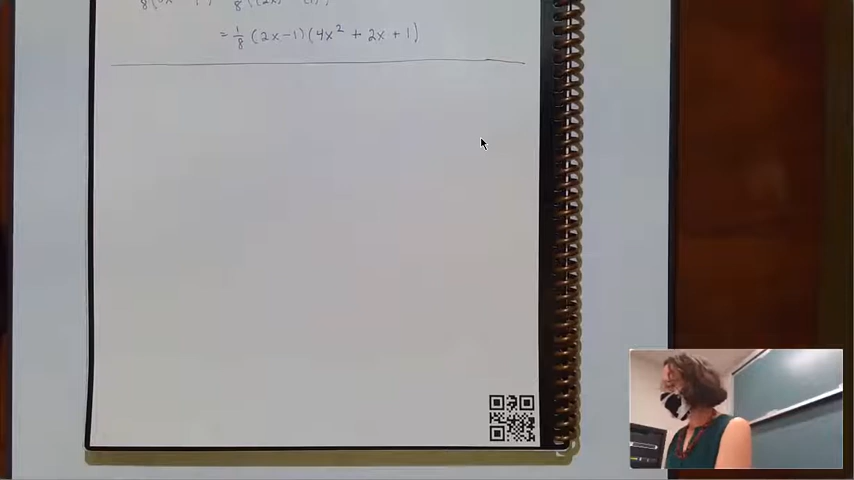 = 1/8 (2x-1)(4x² + 2x + 1)